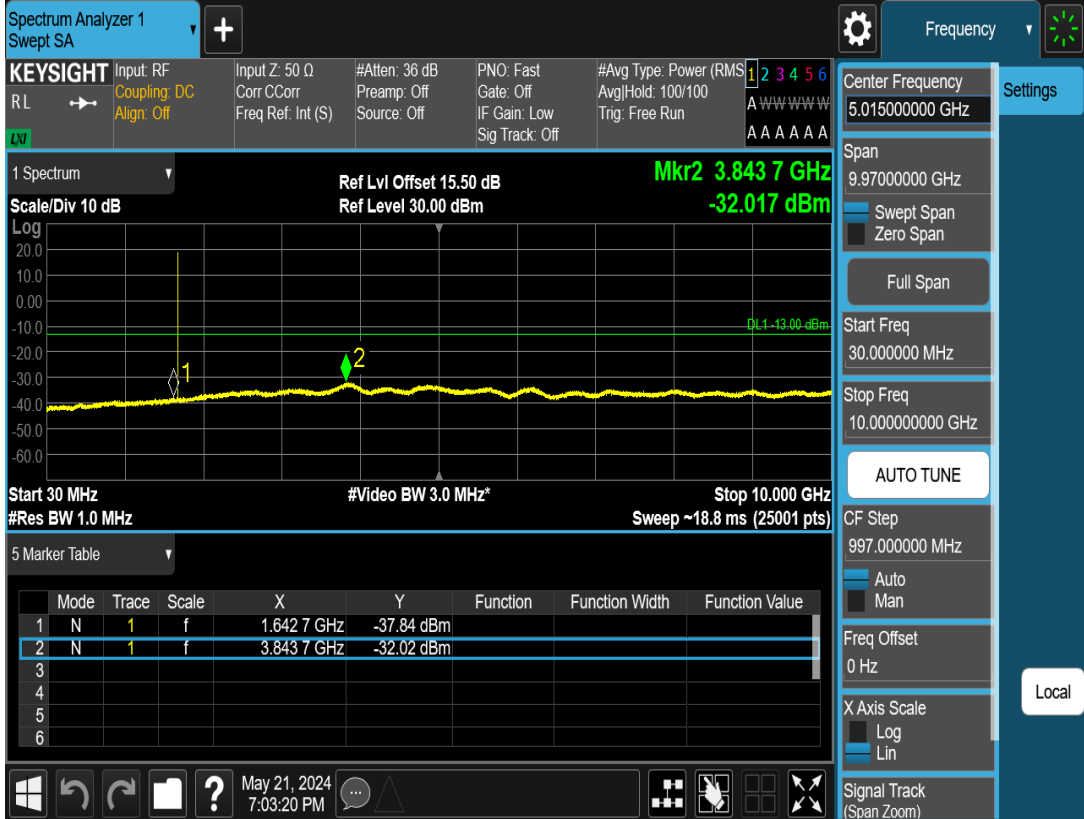 Spectrum Analyzer 1
Swept SA
+
Frequency
KEYSIGHT
RL
LXI
Input: RF
Coupling: DC
Align: Off
Input Z: 50 Ω
Corr CCorr
Freq Ref: Int (S)
#Atten: 36 dB
Preamp: Off
Source: Off
PNO: Fast
Gate: Off
IF Gain: Low
Sig Track: Off
#Avg Type: Power (RMS
Avg|Hold: 100/100
Trig: Free Run
1 2 3 4 5 6
A W W W W W
A A A A A A
1 Spectrum
Scale/Div 10 dB
Ref Lvl Offset 15.50 dB
Ref Level 30.00 dBm
Mkr2 3.843 7 GHz
-32.017 dBm
Log
20.0
10.0
0.00
-10.0
-20.0
-30.0
-40.0
-50.0
-60.0
DL1 -13.00 dBm
1
2
Start 30 MHz
#Res BW 1.0 MHz
#Video BW 3.0 MHz*
Stop 10.000 GHz
Sweep ~18.8 ms (25001 pts)
5 Marker Table
Mode Trace Scale X Y Function Function Width Function Value
1 N 1 f 1.642 7 GHz -37.84 dBm
2 N 1 f 3.843 7 GHz -32.02 dBm
3
4
5
6
?
May 21, 2024
7:03:20 PM
Center Frequency
5.015000000 GHz
Span
9.97000000 GHz
Swept Span
Zero Span
Full Span
Start Freq
30.000000 MHz
Stop Freq
10.000000000 GHz
AUTO TUNE
CF Step
997.000000 MHz
Auto
Man
Freq Offset
0 Hz
X Axis Scale
Log
Lin
Signal Track
(Span Zoom)
Settings
Local